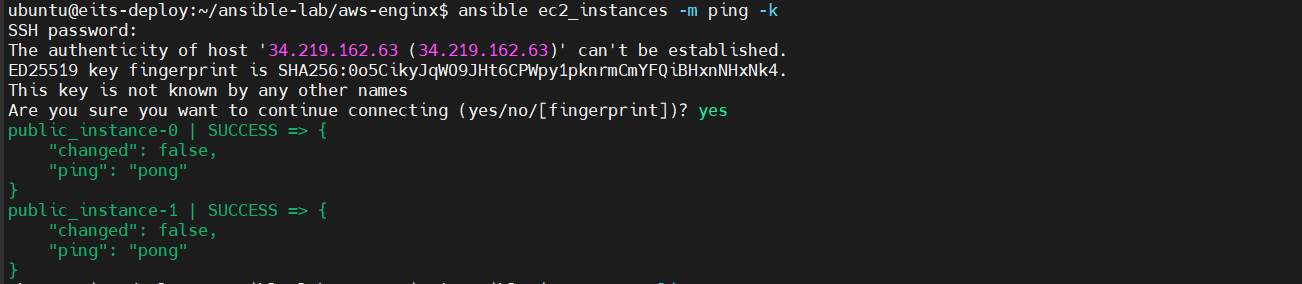 ubuntu@eits-deploy:~/ansible-lab/aws-enginx$ ansible ec2_instances -m ping -k
SSH password:
The authenticity of host '34.219.162.63 (34.219.162.63)' can't be established.
ED25519 key fingerprint is SHA256:0o5CikyJqWO9JHt6CPWpy1pknrmCmYFQiBHxnNHxNk4.
This key is not known by any other names
Are you sure you want to continue connecting (yes/no/[fingerprint])? yes
public_instance-0 | SUCCESS => {
    "changed": false,
    "ping": "pong"
}
public_instance-1 | SUCCESS => {
    "changed": false,
    "ping": "pong"
}